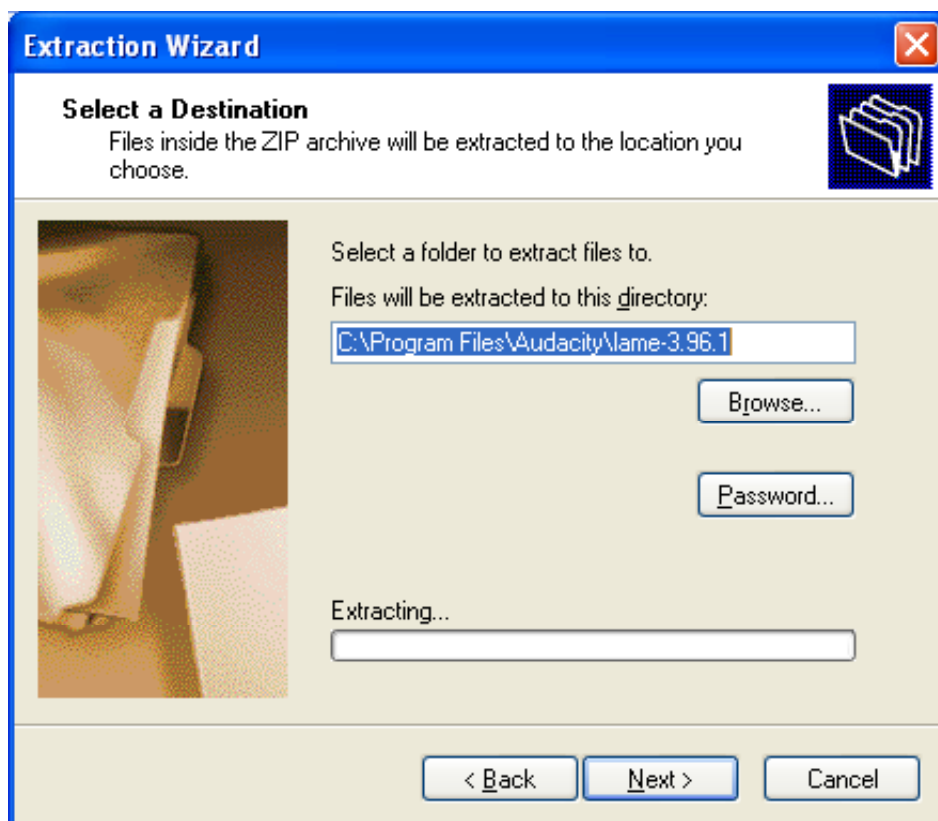 Extraction Wizard
Select a Destination
Files inside the ZIP archive will be extracted to the location you
choose.
Select a folder to extract files to.
Files will be extracted to this directory:
C:\Program Files\Audacity\lame-3.96.1
Browse...
Password...
Extracting...
< Back
Next >
Cancel